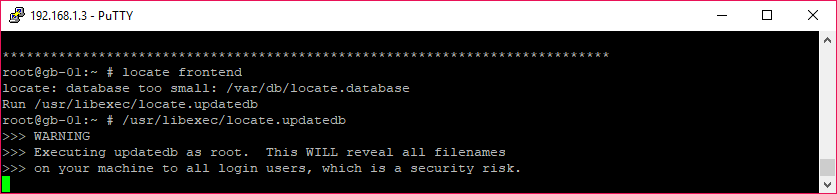 192.168.1.3 - PuTTY
****************************************************************************
root@gb-01:~ # locate frontend
locate: database too small: /var/db/locate.database
Run /usr/libexec/locate.updatedb
root@gb-01:~ # /usr/libexec/locate.updatedb
>>> WARNING
>>> Executing updatedb as root.  This WILL reveal all filenames
>>> on your machine to all login users, which is a security risk.